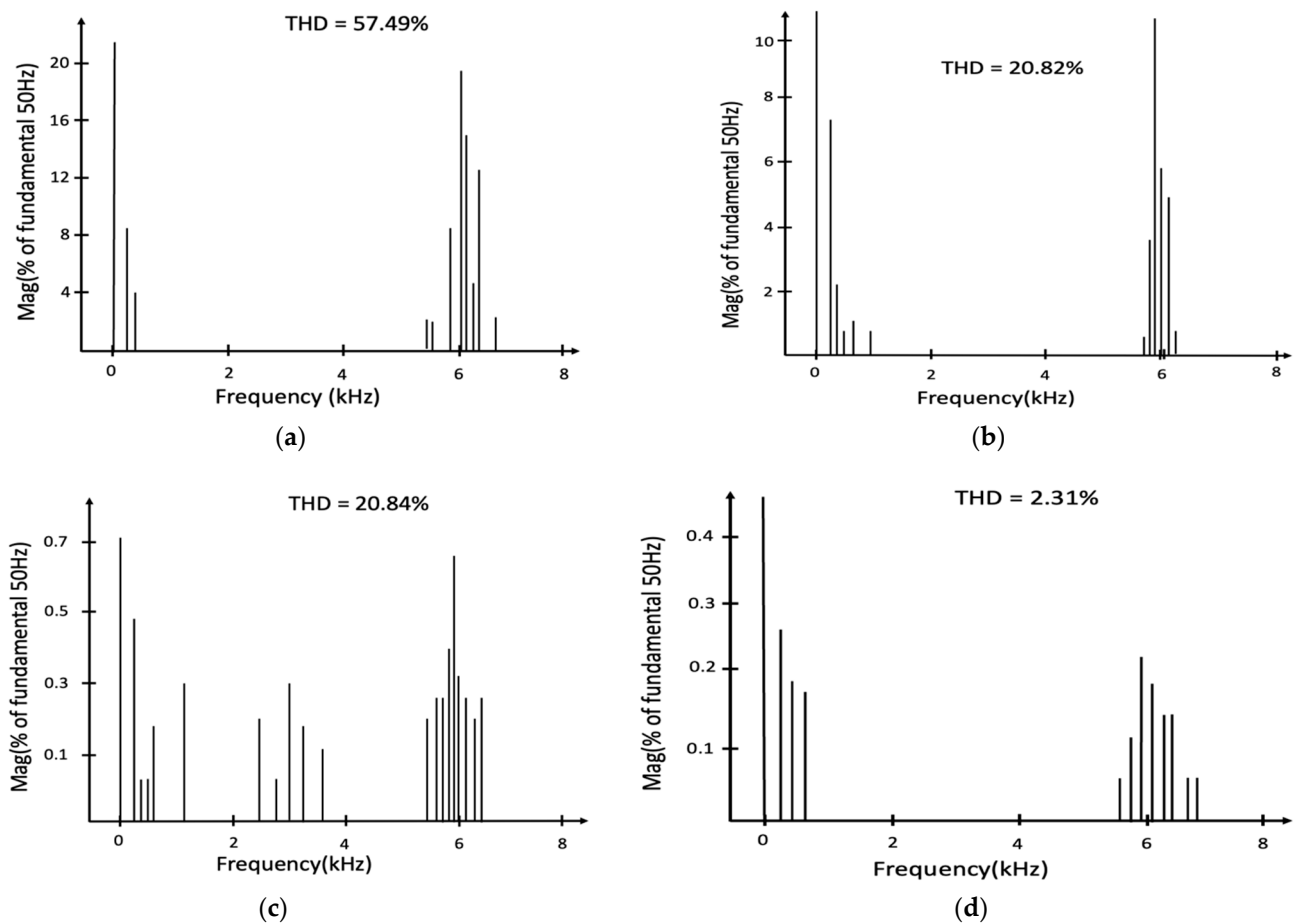 THD = 57.49%
Mag(% of fundamental 50Hz)
20
16
12
8
4
0 2 4 6 8
Frequency (kHz)
(a)
THD = 20.82%
Mag(% of fundamental 50Hz)
10
8
6
4
2
0 2 4 6 8
Frequency(kHz)
(b)
THD = 20.84%
Mag(% of fundamental 50Hz)
0.7
0.5
0.3
0.1
0 2 4 6 8
Frequency(kHz)
(c)
THD = 2.31%
Mag(% of fundamental 50Hz)
0.4
0.3
0.2
0.1
0 2 4 6 8
Frequency(kHz)
(d)